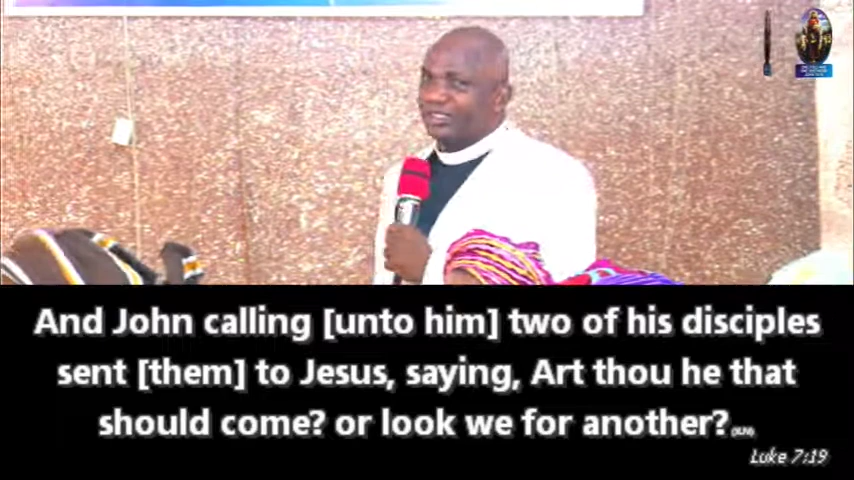 And John calling [unto him] two of his disciples
sent [them] to Jesus, saying, Art thou he that
should come? or look we for another?
Luke 7:19